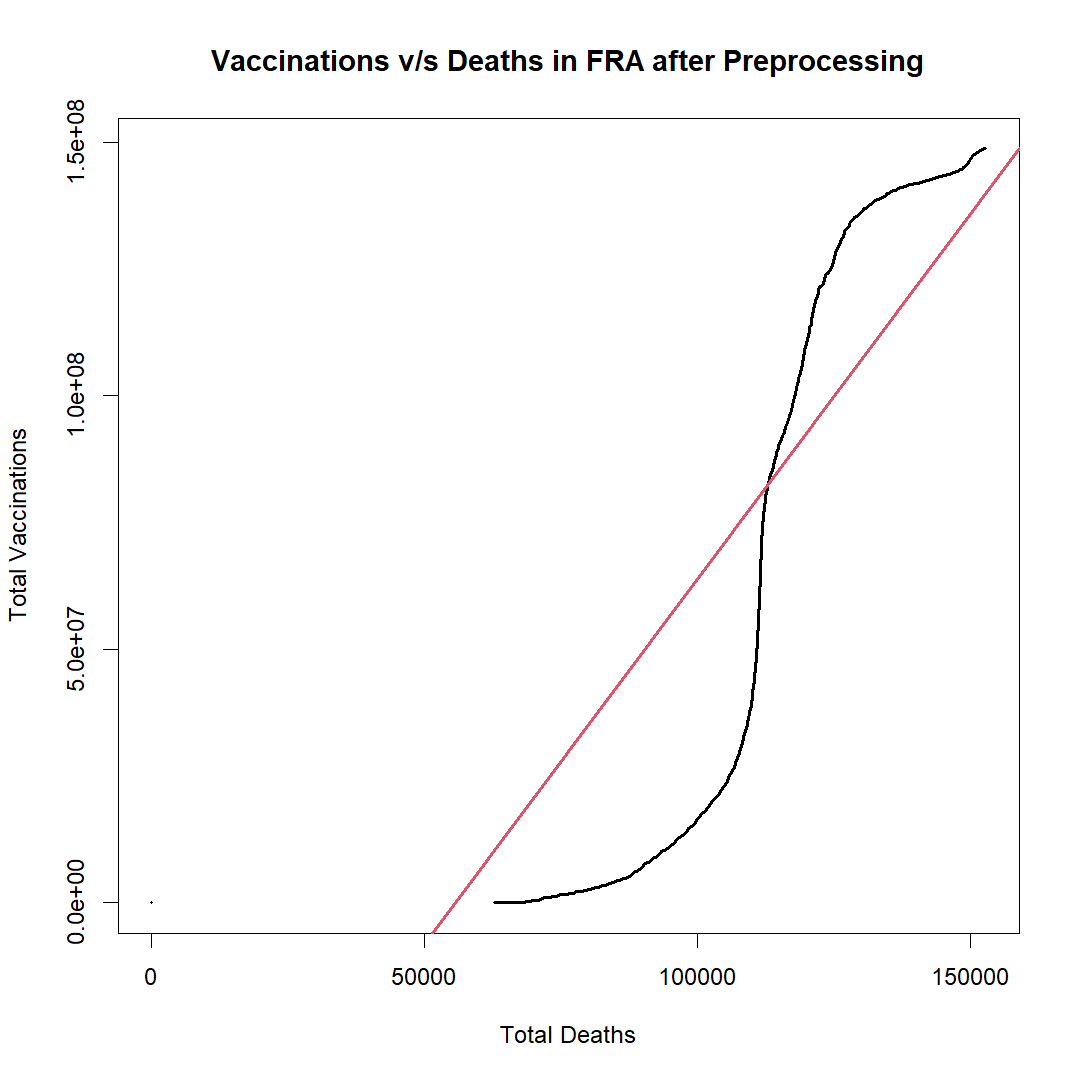 Vaccinations v/s Deaths in FRA after Preprocessing
1.5e+08
1.0e+08
5.0e+07
0.0e+00
Total Vaccinations
0 50000 100000 150000
Total Deaths